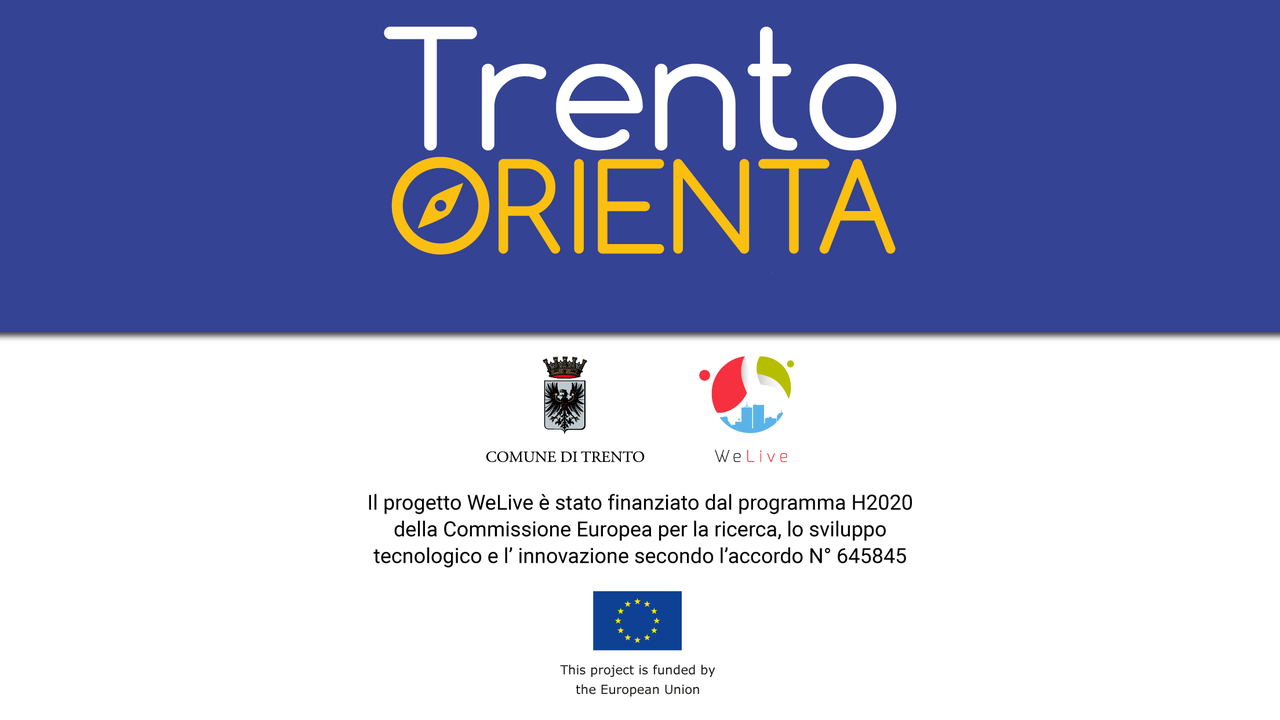 Trento
ORIENTA
COMUNE DI TRENTO
WeLive
Il progetto WeLive è stato finanziato dal programma H2020
della Commissione Europea per la ricerca, lo sviluppo
tecnologico e l’ innovazione secondo l’accordo N° 645845
This project is funded by
the European Union